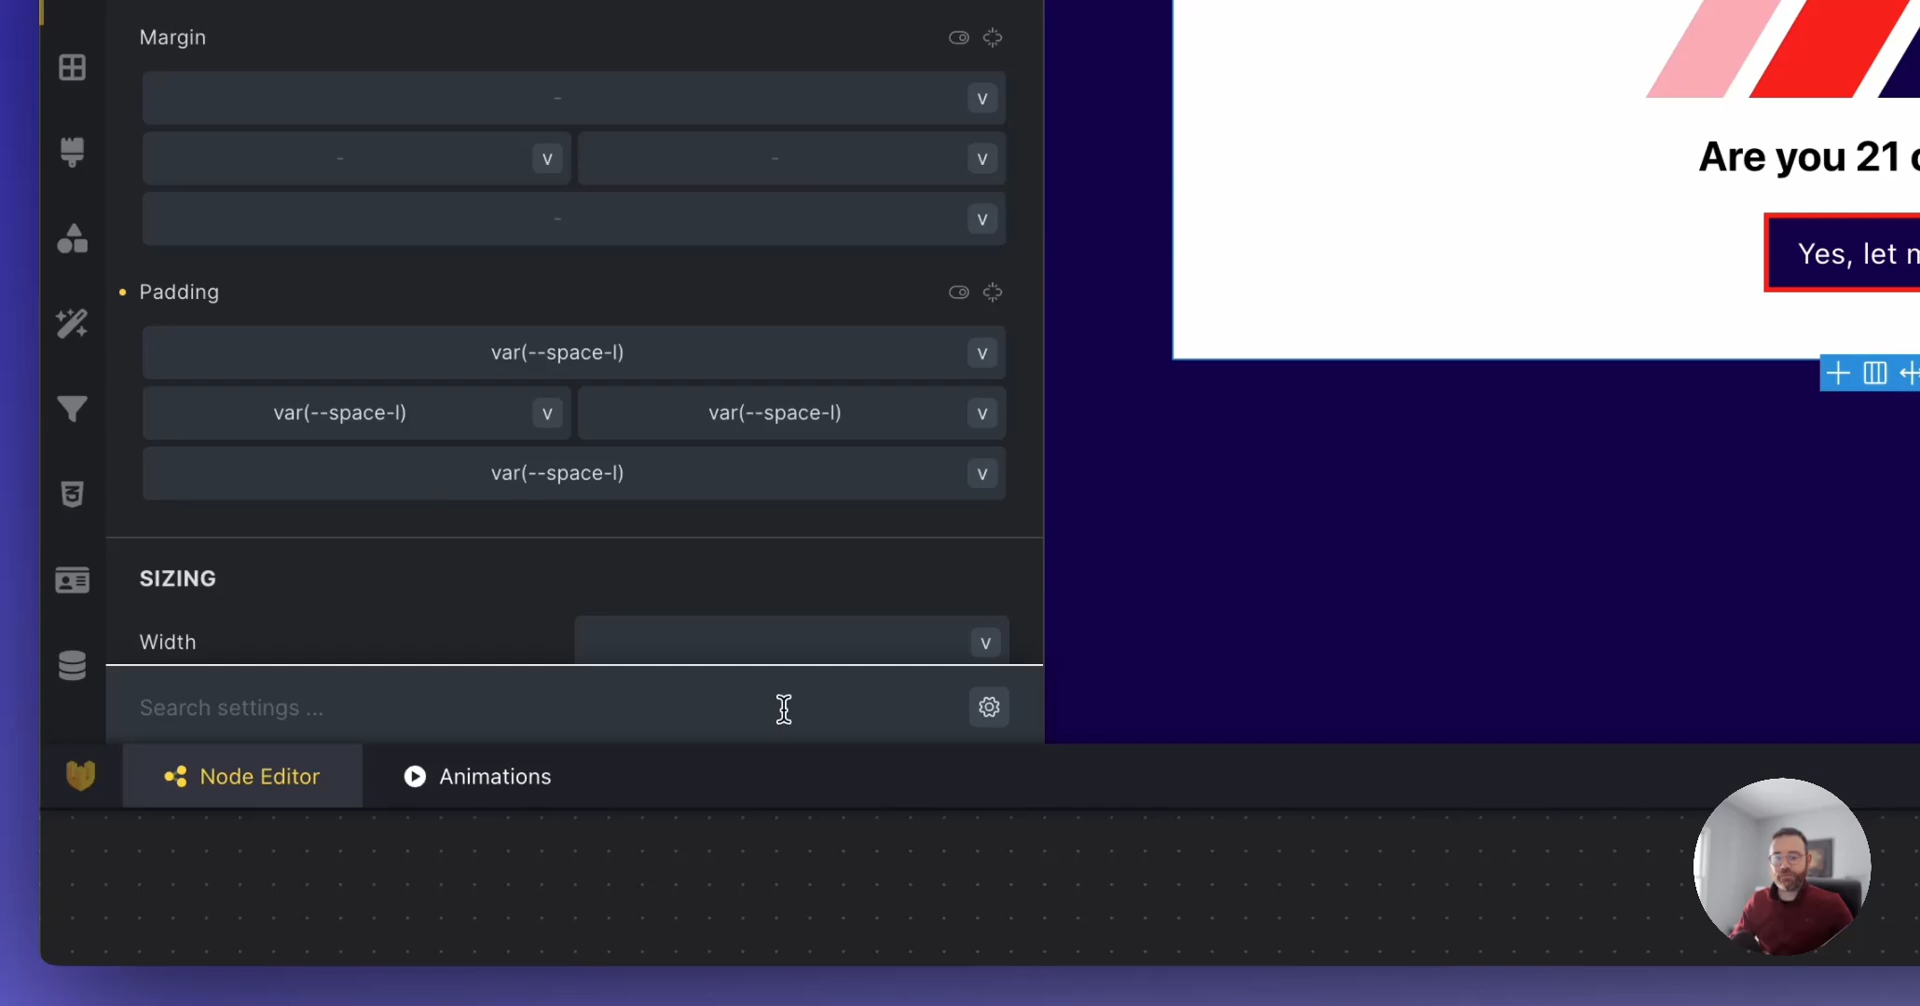 Margin
-
v
-
v
-
v
-
v
Padding
var(--space-l)
v
var(--space-l)
v
var(--space-l)
v
var(--space-l)
v
SIZING
Width
v
Search settings ...
Node Editor
Animations
Are you 21
Yes, let